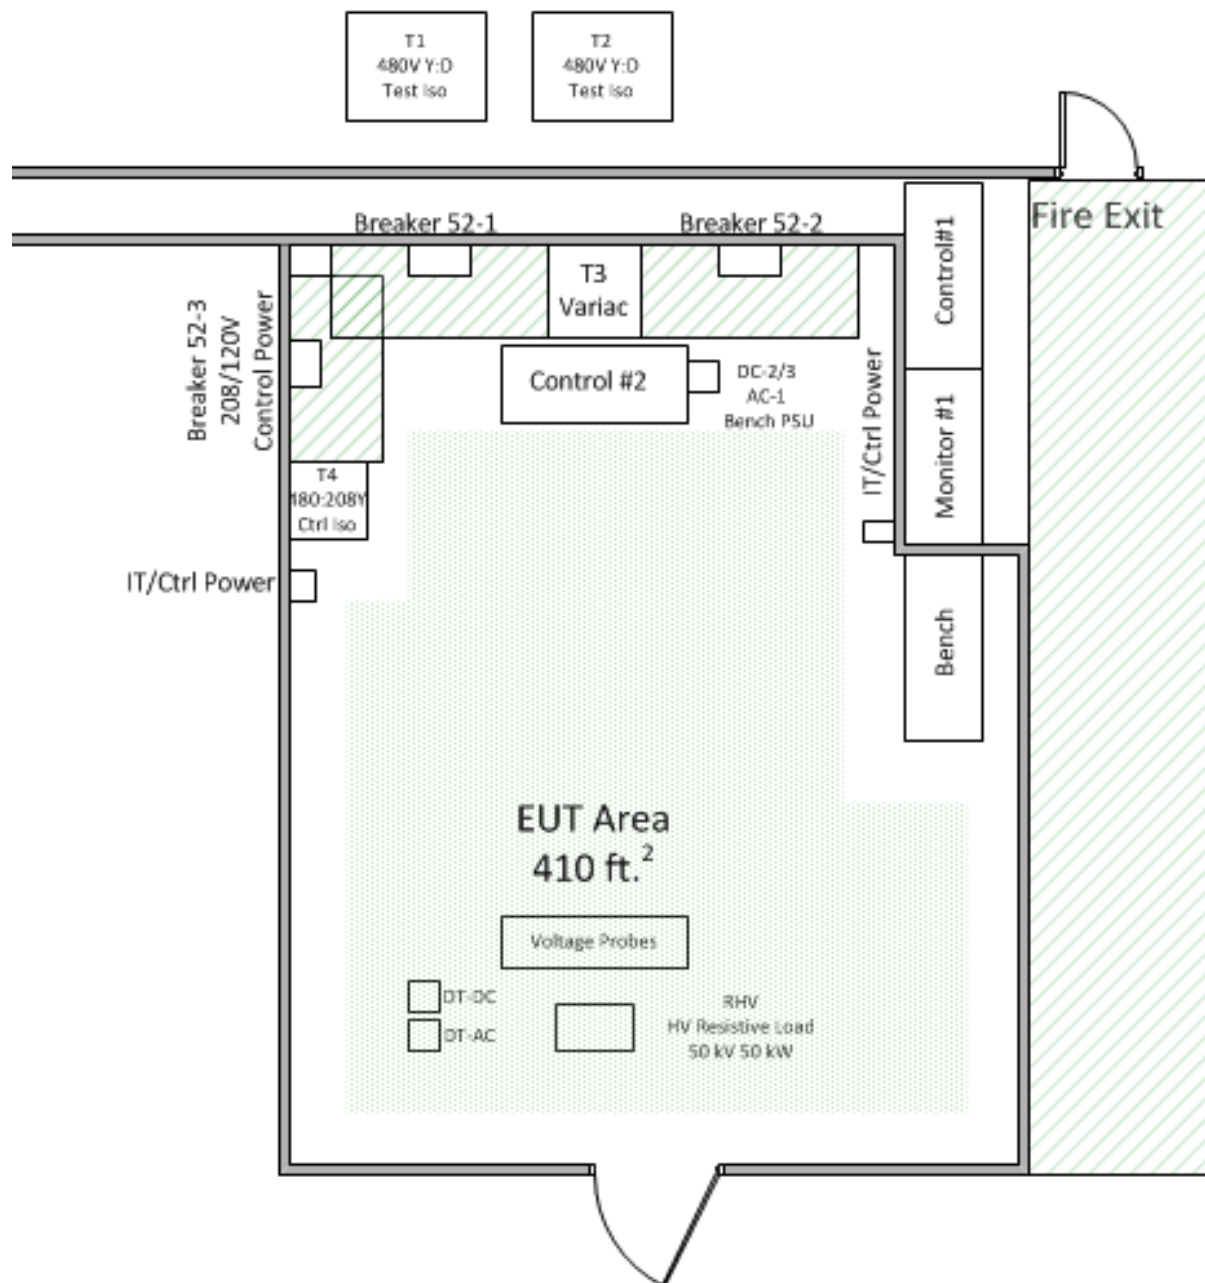 T1
480V Y:D
Test Iso
T2
480V Y:D
Test Iso
Fire Exit
Breaker 52-1
Breaker 52-2
T3
Variac
Control#1
Breaker 52-3
208/120V
Control Power
Control #2
DC-2/3
AC-1
Bench PSU
IT/Ctrl Power
Monitor #1
T4
480:208Y
Ctrl Iso
IT/Ctrl Power
Bench
EUT Area
410 ft.²
Voltage Probes
DT-DC
DT-AC
RHV
HV Resistive Load
50 kV 50 kW